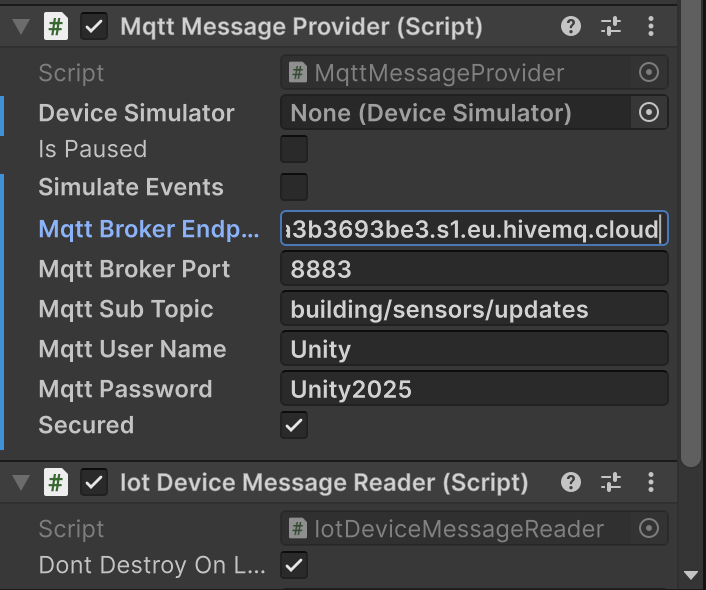 # Mqtt Message Provider (Script)
Script # MqttMessageProvider
Device Simulator None (Device Simulator)
Is Paused
Simulate Events
Mqtt Broker Endp... a3b3693be3.s1.eu.hivemq.cloud
Mqtt Broker Port 8883
Mqtt Sub Topic building/sensors/updates
Mqtt User Name Unity
Mqtt Password Unity2025
Secured
# Iot Device Message Reader (Script)
Script # IotDeviceMessageReader
Dont Destroy On L...